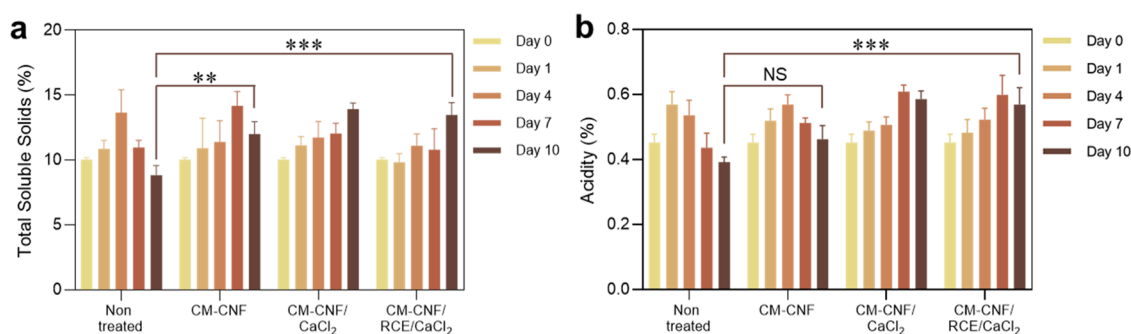 a
Total Soluble Solids (%)
20
15
10
5
0
***
**
Day 0
Day 1
Day 4
Day 7
Day 10
Non
treated
CM-CNF
CM-CNF/
CaCl₂
CM-CNF/
RCE/CaCl₂
b
Acidity (%)
0.8
0.6
0.4
0.2
0.0
***
NS
Day 0
Day 1
Day 4
Day 7
Day 10
Non
treated
CM-CNF
CM-CNF/
CaCl₂
CM-CNF/
RCE/CaCl₂